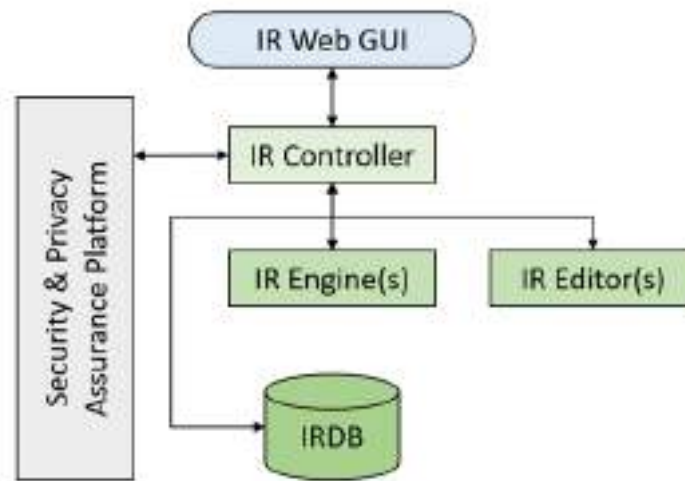 IR Web GUI
Security & Privacy
Assurance Platform
IR Controller
IR Engine(s)
IR Editor(s)
IRDB